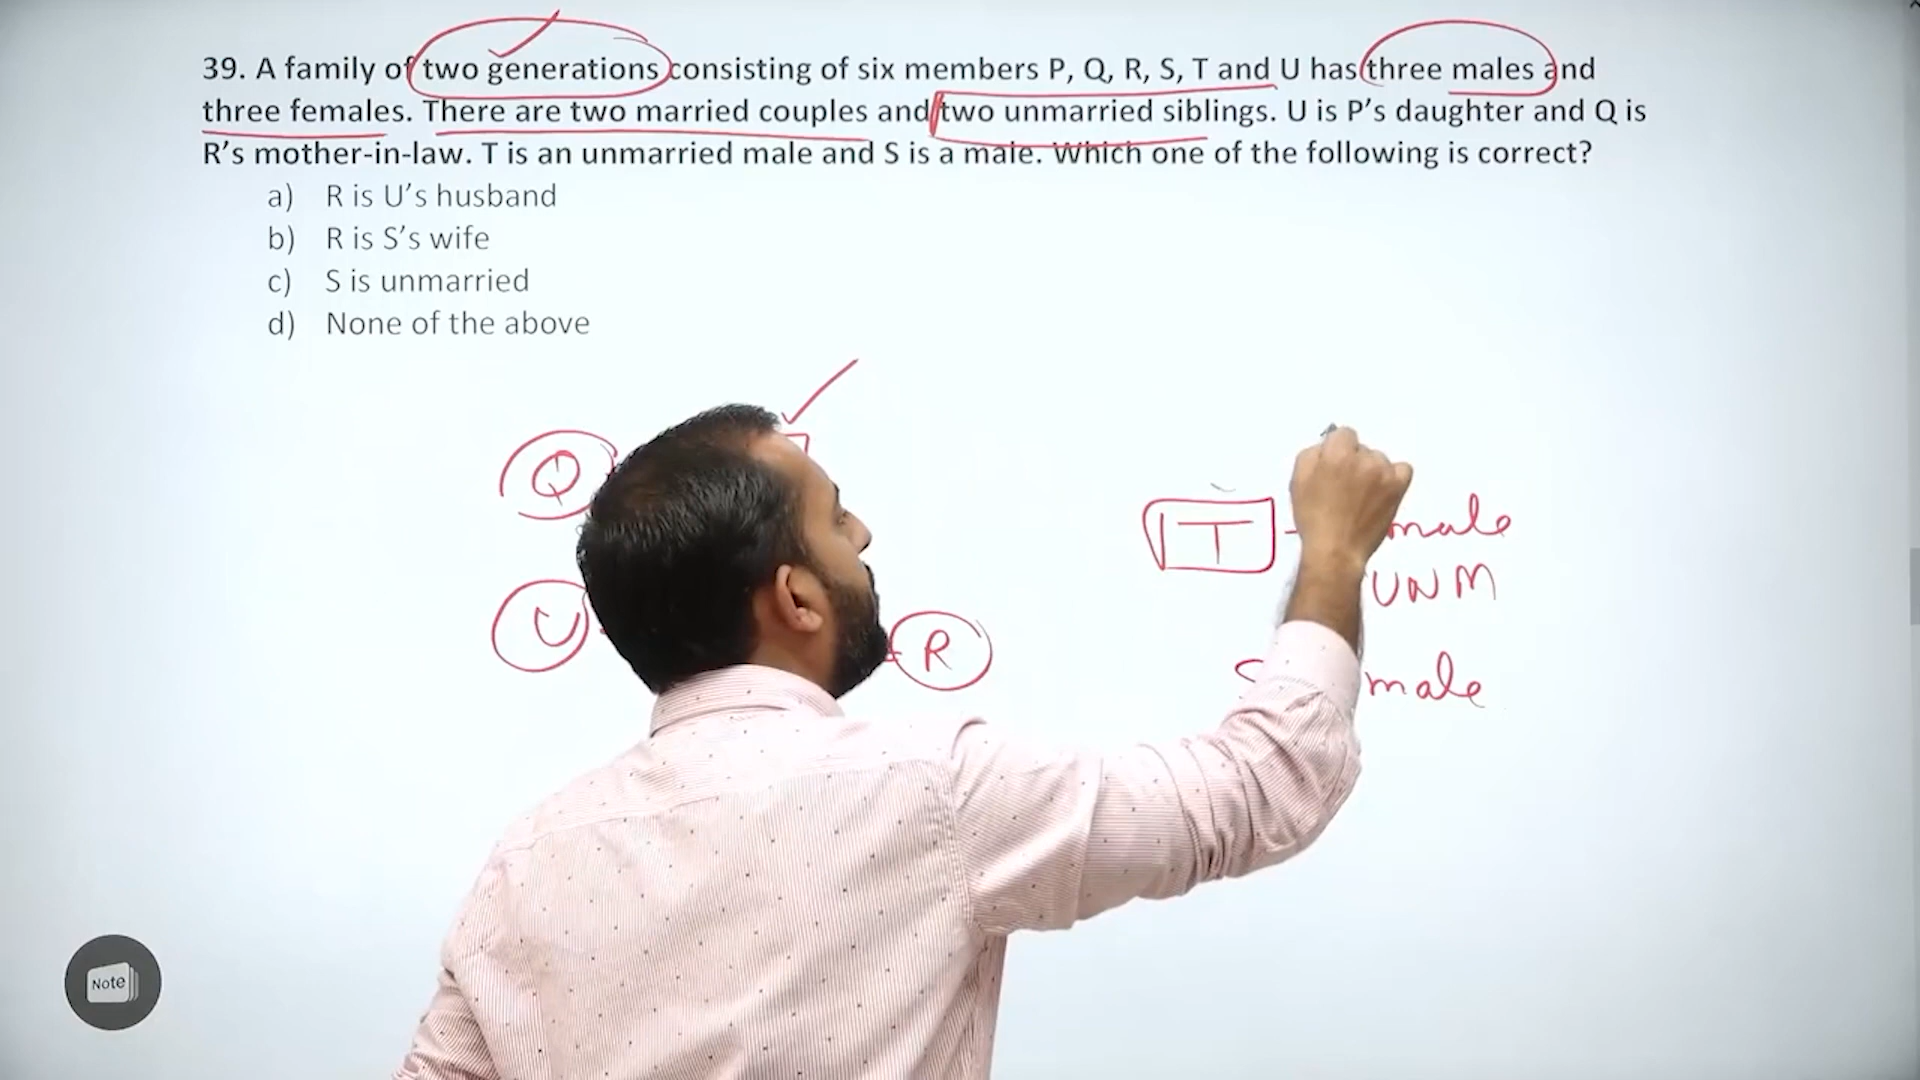 39. A family of two generations consisting of six members P, Q, R, S, T and U has three males and
three females. There are two married couples and two unmarried siblings. U is P’s daughter and Q is
R’s mother-in-law. T is an unmarried male and S is a male. Which one of the following is correct?
a) R is U’s husband
b) R is S’s wife
c) S is unmarried
d) None of the above
Q
T male
UNM
U R
male
Note